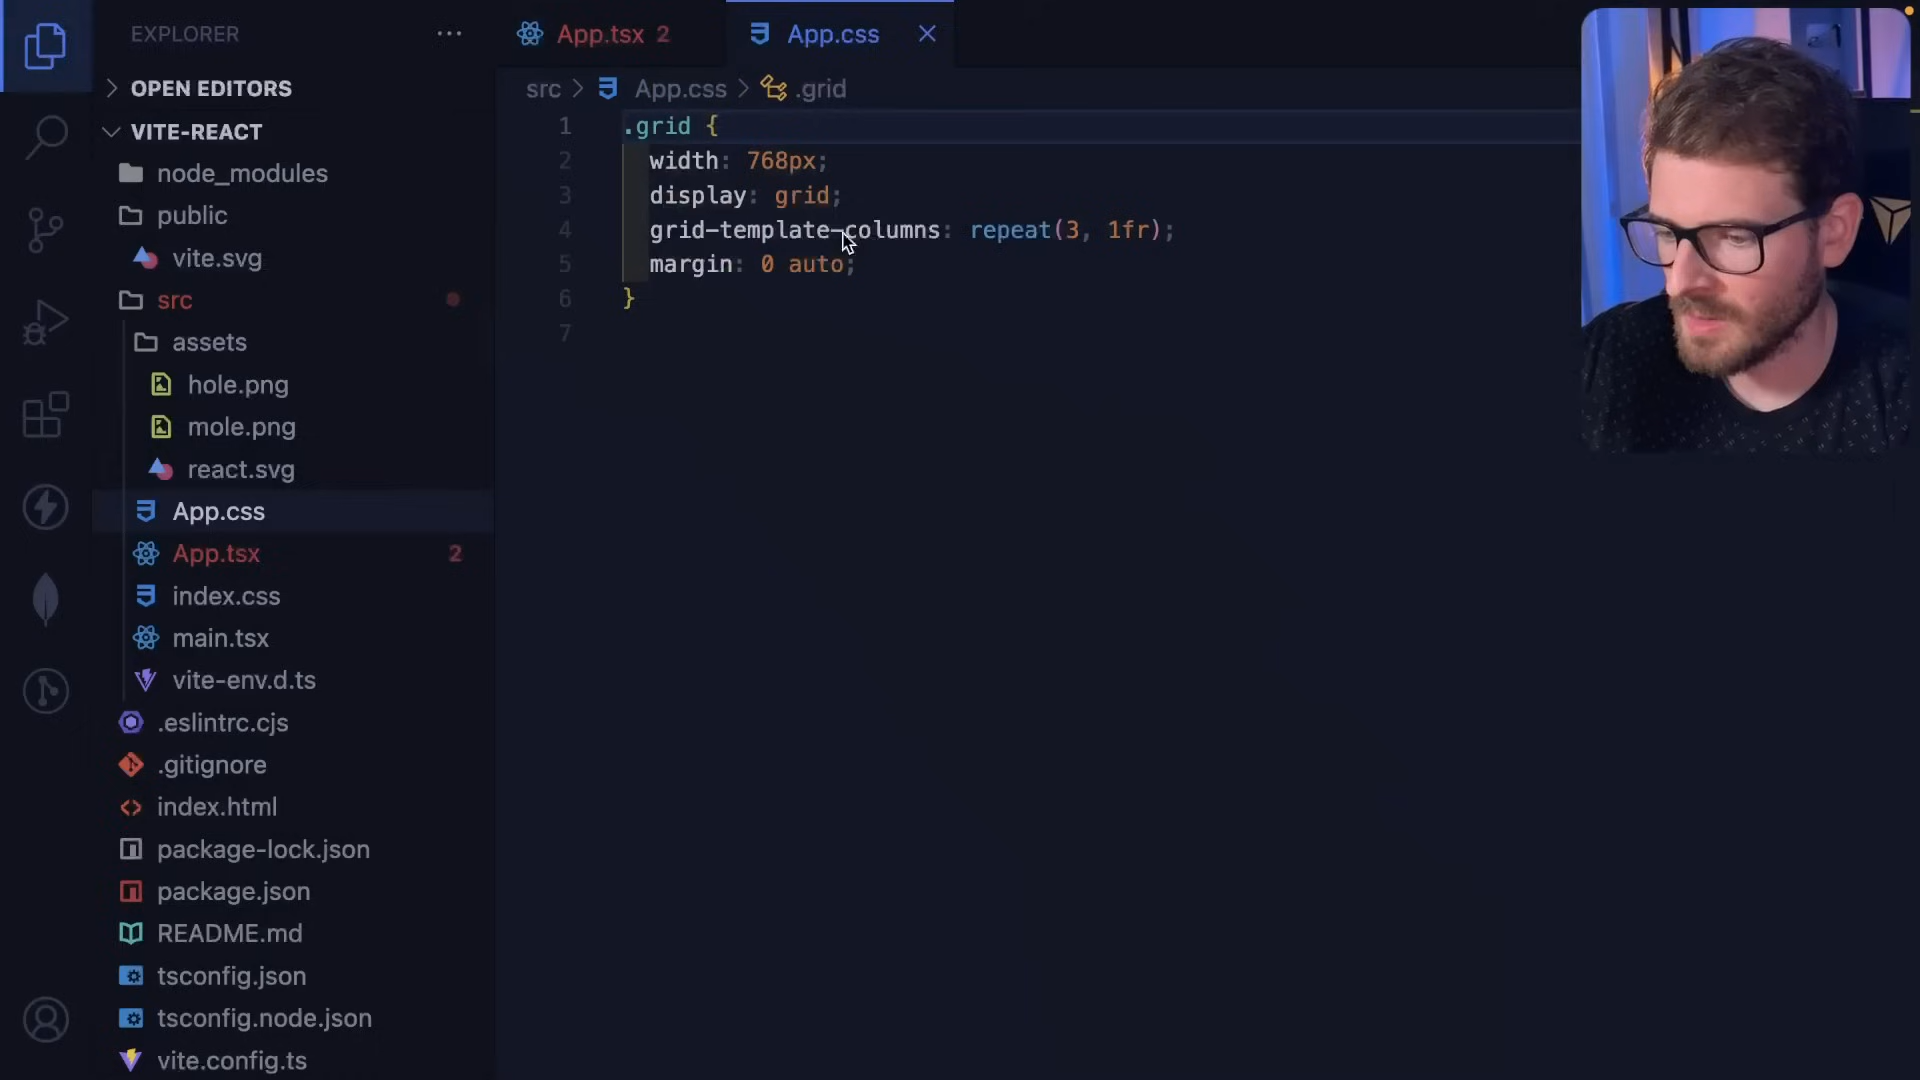 EXPLORER
OPEN EDITORS
VITE-REACT
node_modules
public
vite.svg
src
assets
hole.png
mole.png
react.svg
App.css
App.tsx 2
index.css
main.tsx
vite-env.d.ts
.eslintrc.cjs
.gitignore
index.html
package-lock.json
package.json
README.md
tsconfig.json
tsconfig.node.json
vite.config.ts
App.tsx 2
App.css
src > App.css > .grid
1 .grid {
2 width: 768px;
3 display: grid;
4 grid-template-columns: repeat(3, 1fr);
5 margin: 0 auto;
6 }
7